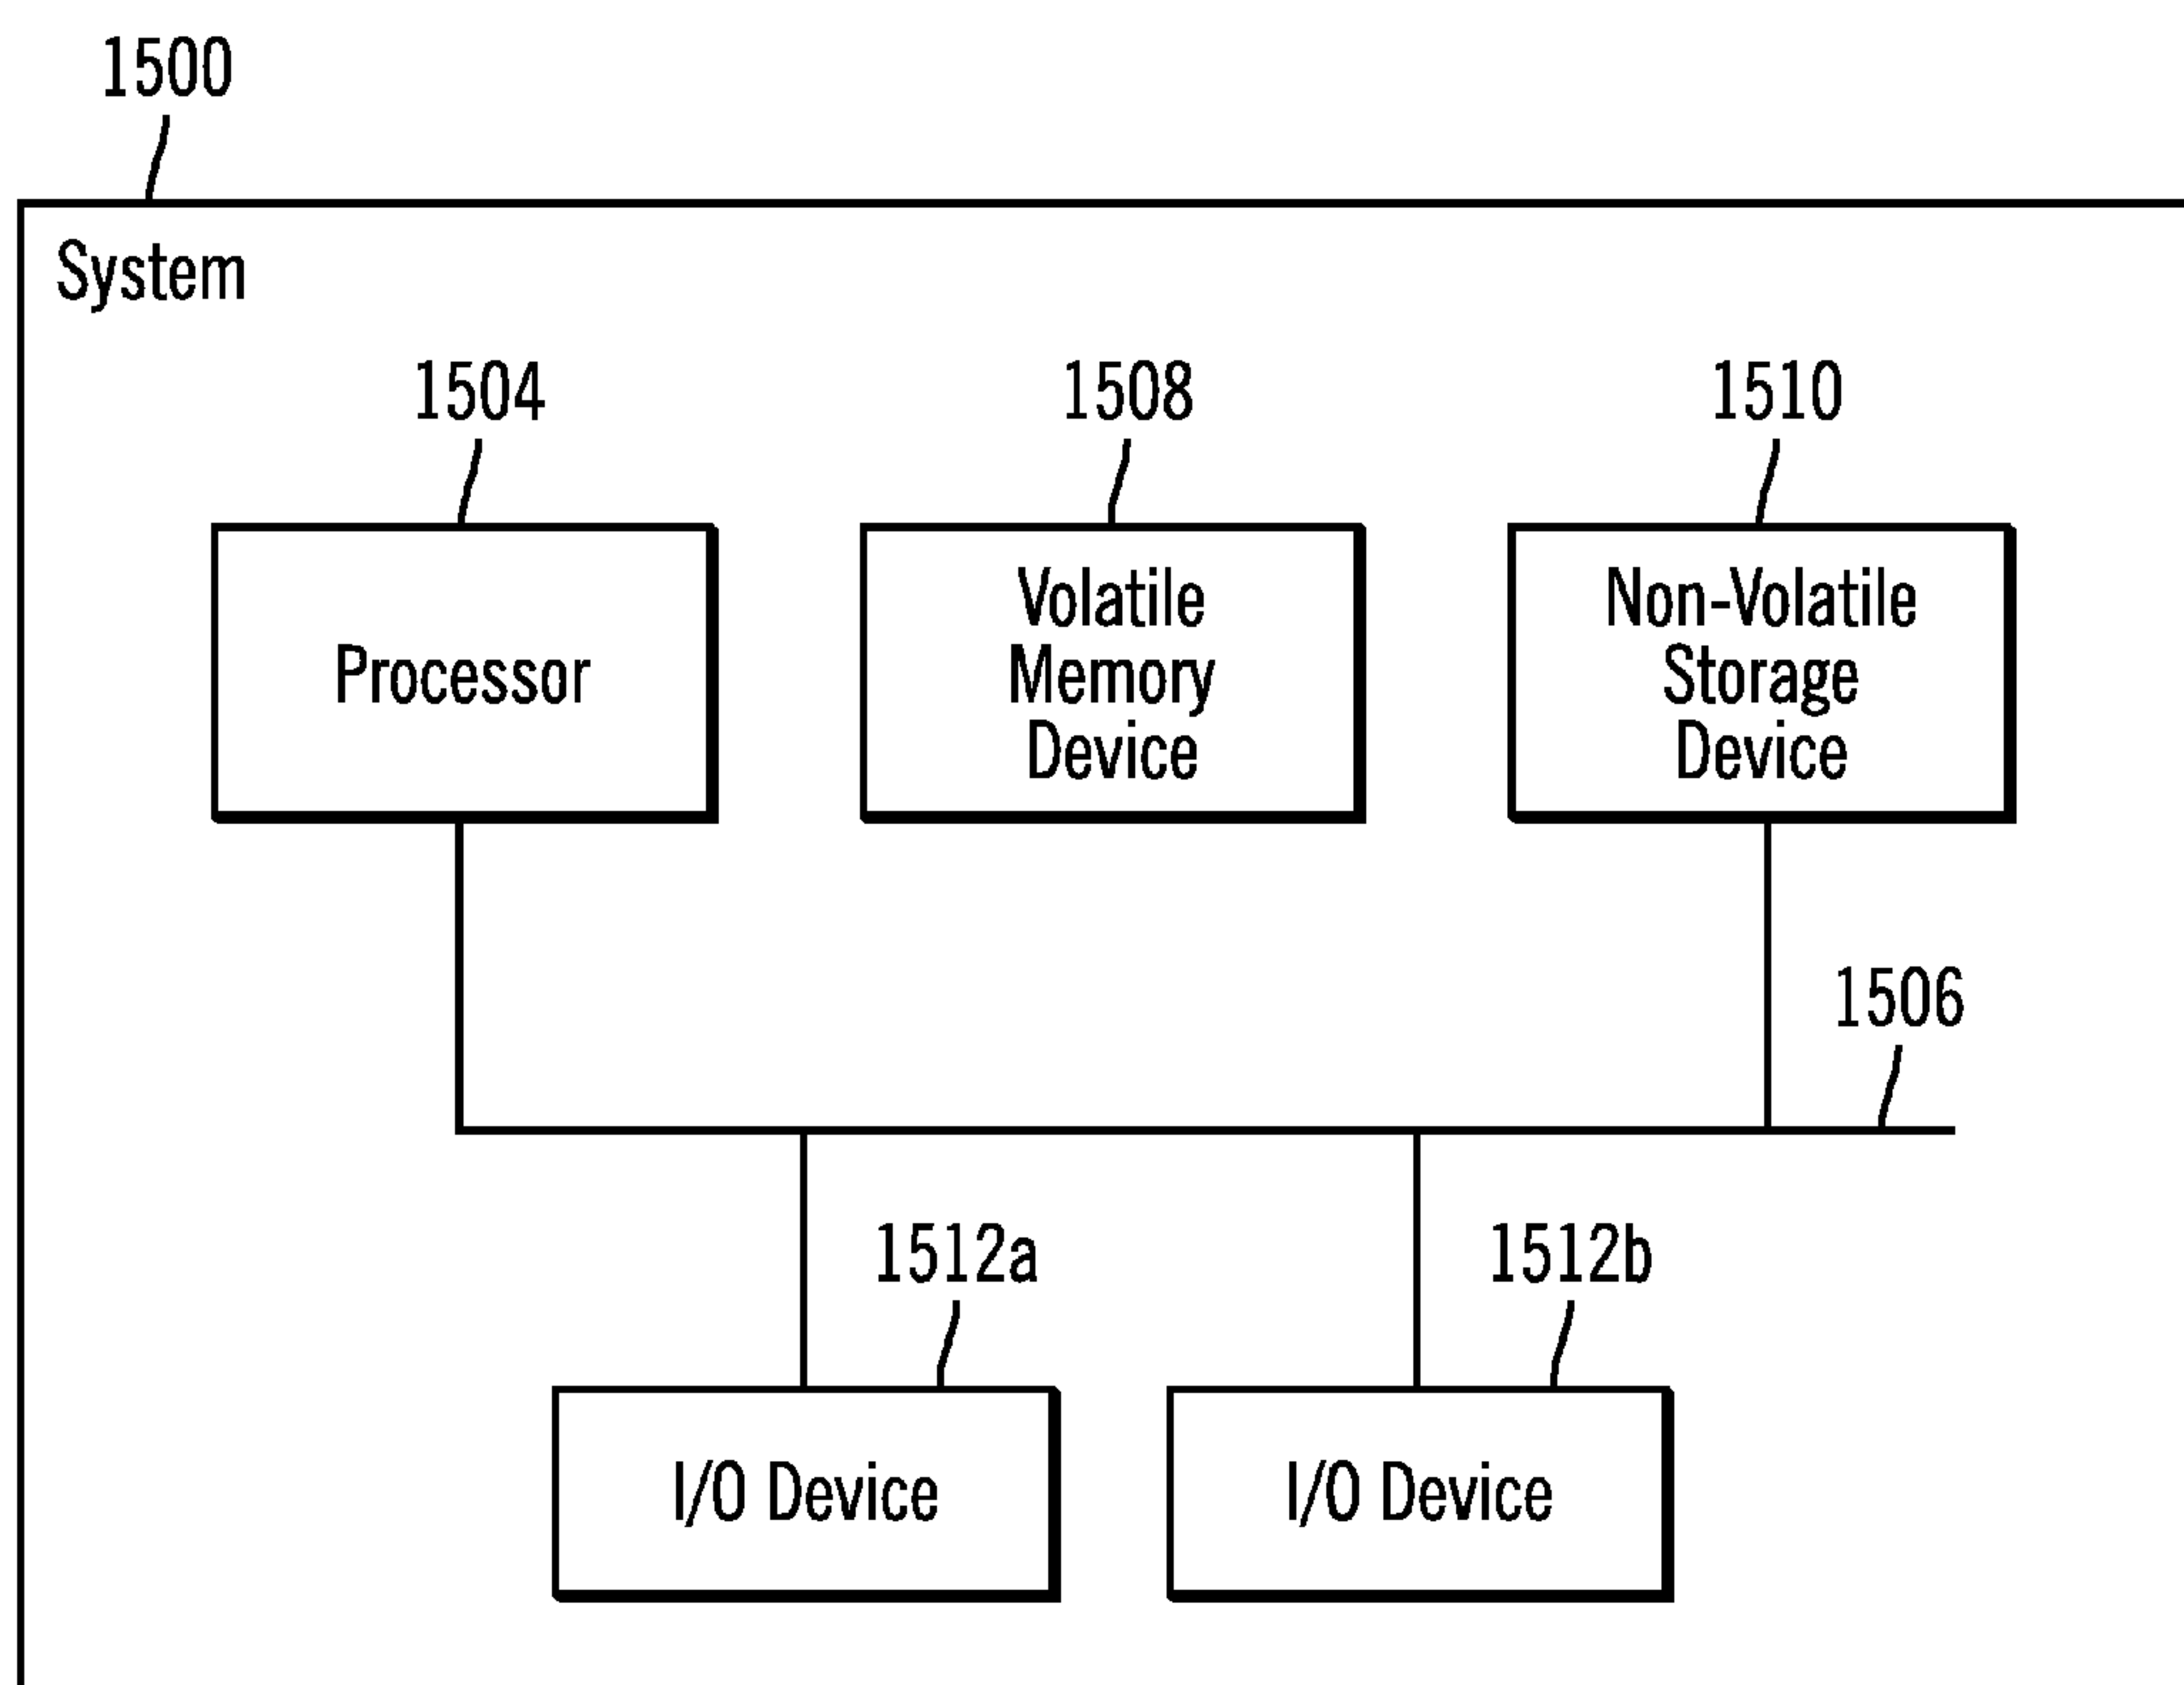 1500
System
1504
1508
1510
Processor
Volatile
Memory
Device
Non-Volatile
Storage
Device
1506
1512a
1512b
I/O Device
I/O Device